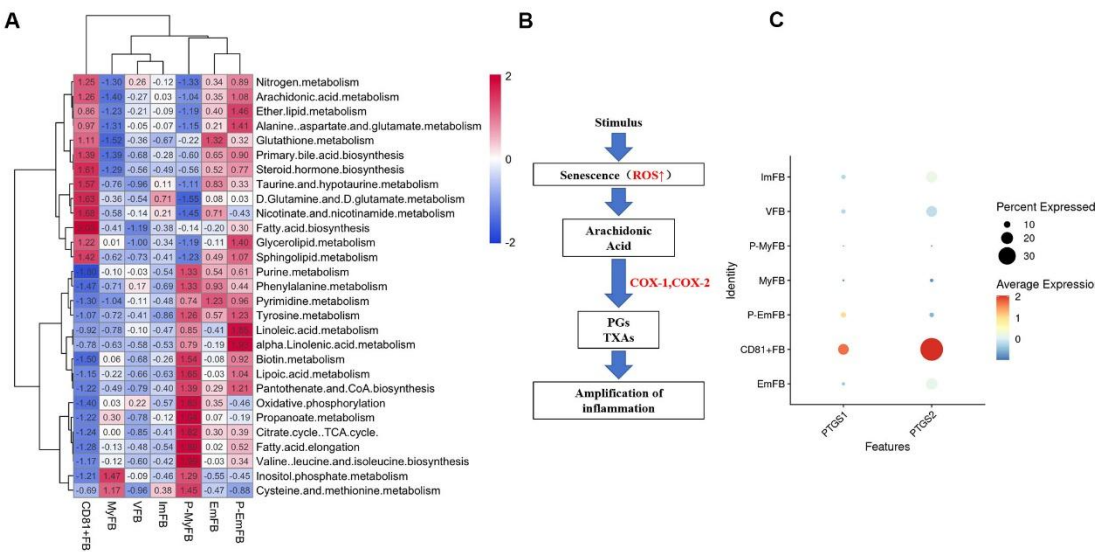 A
Nitrogen.metabolism
Arachidonic.acid.metabolism
Ether.lipid.metabolism
Alanine..aspartate.and.glutamate.metabolism
Glutathione.metabolism
Primary.bile.acid.biosynthesis
Steroid.hormone.biosynthesis
Taurine.and.hypotaurine.metabolism
D.Glutamine.and.D.glutamate.metabolism
Nicotinate.and.nicotinamide.metabolism
Fatty.acid.biosynthesis
Glycerolipid.metabolism
Sphingolipid.metabolism
Purine.metabolism
Phenylalanine.metabolism
Pyrimidine.metabolism
Tyrosine.metabolism
Linoleic.acid.metabolism
alpha.Linolenic.acid.metabolism
Biotin.metabolism
Lipoic.acid.metabolism
Pantothenate.and.CoA.biosynthesis
Oxidative.phosphorylation
Propanoate.metabolism
Citrate.cycle..TCA.cycle.
Fatty.acid.elongation
Valine..leucine.and.isoleucine.biosynthesis
Inositol.phosphate.metabolism
Cysteine.and.methionine.metabolism
1.25 -1.30 0.26 -0.12 -1.33 0.34 0.89
1.26 -1.40 -0.27 0.03 -1.04 0.35 1.08
0.86 -1.23 -0.21 -0.09 -1.19 0.40 1.46
0.97 -1.31 -0.05 -0.07 -1.15 0.21 1.41
1.11 -1.52 -0.36 -0.67 -0.22 1.32 0.32
1.39 -1.39 -0.68 -0.28 -0.60 0.65 0.90
1.61 -1.29 -0.56 -0.49 -0.56 0.52 0.77
1.57 -0.76 -0.96 0.11 -1.11 0.83 0.33
1.63 -0.36 -0.54 0.71 -1.55 0.08 0.03
1.68 -0.58 -0.14 0.21 -1.45 0.71 -0.43
-0.41 -1.19 -0.38 -0.14 -0.20 0.30
1.22 0.01 -1.00 -0.34 -1.19 -0.11 1.40
1.42 -0.62 -0.73 -0.41 -1.23 0.49 1.07
-0.10 -0.03 -0.54 1.33 0.54 0.61
-1.47 -0.71 0.17 -0.69 1.33 0.93 0.44
-1.30 -1.04 -0.11 -0.48 0.74 1.23 0.96
-1.07 -0.72 -0.41 -0.86 1.26 0.57 1.23
-0.92 -0.78 -0.10 -0.47 0.85 -0.41
-0.78 -0.63 -0.58 -0.53 0.79 -0.19
-1.50 0.06 -0.68 -0.26 1.54 -0.08 0.92
-1.15 -0.22 -0.66 -0.63 1.65 -0.03 1.04
-1.22 -0.49 -0.79 -0.40 1.39 0.29 1.21
-1.40 0.03 0.22 -0.57 0.35 -0.46
-1.22 0.30 -0.78 -0.12 0.07 -0.19
-1.24 0.00 -0.81 -0.41 0.30 0.39
-1.28 -0.13 -0.48 -0.54 0.02 0.52
-1.17 -0.12 -0.60 -0.42 -0.03 0.34
-1.21 1.47 -0.09 -0.46 1.29 -0.55 -0.45
-0.69 1.17 -0.96 0.38 1.45 -0.47 -0.88
CD81+FB
MyFB
VFB
ImFB
P-MyFB
EmFB
P-EmFB
2
0
-2
B
Stimulus
Senescence（ROS↑）
Arachidonic
Acid
COX-1,COX-2
PGs
TXAs
Amplification of
inflammation
C
Identity
ImFB
VFB
P-MyFB
MyFB
P-EmFB
CD81+FB
EmFB
PTGS1
PTGS2
Features
Percent Expressed
10
20
30
Average Expressio
2
1
0